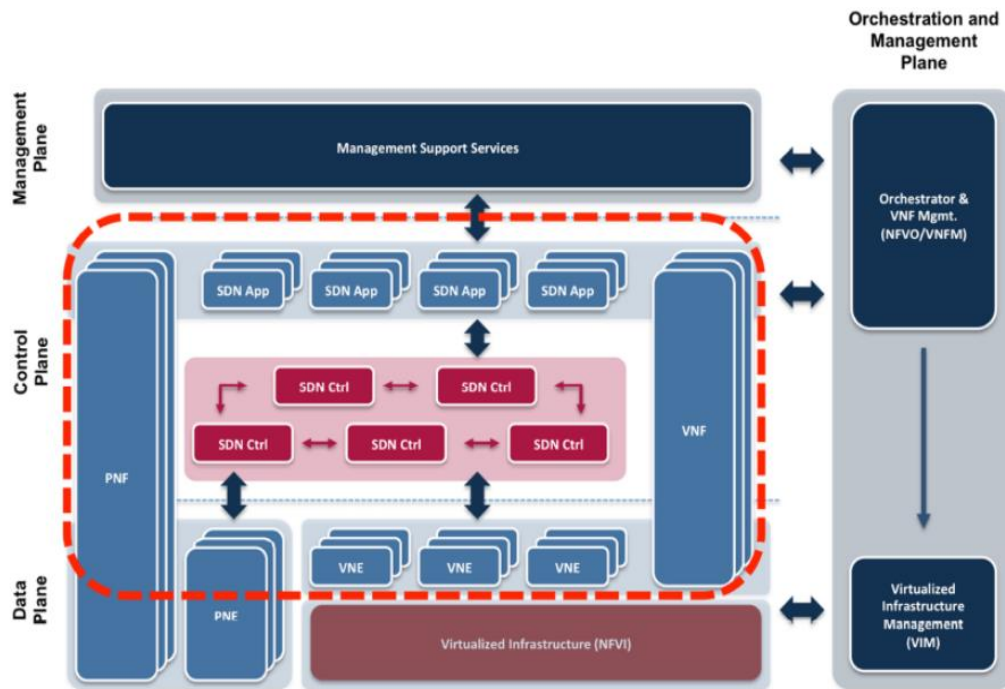 Orchestration and
Management
Plane
Management
Plane
Management Support Services
Orchestrator &
VNF Mgmt.
(NFVO/VNFM)
Control
Plane
SDN App
SDN App
SDN App
SDN App
SDN Ctrl
SDN Ctrl
SDN Ctrl
SDN Ctrl
SDN Ctrl
PNF
VNF
Data
Plane
PNE
VNE
VNE
VNE
Virtualized Infrastructure (NFVI)
Virtualized
Infrastructure
Management
(VIM)